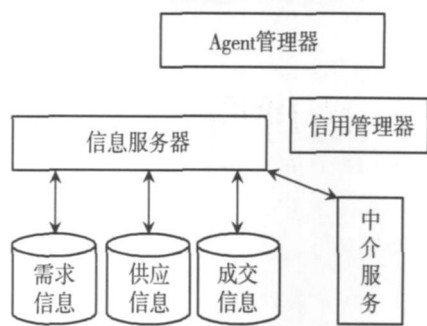 Agent管理器
信用管理器
信息服务器
需求
信息
供应
信息
成交
信息
中
介
服
务